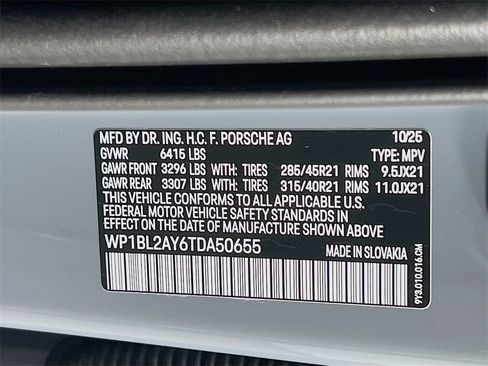 MFD BY DR. ING. H.C. F. PORSCHE AG 10/25
GVWR 6415 LBS TYPE: MPV
GAWR FRONT 3296 LBS WITH: TIRES 285/45R21 RIMS 9.5JX21
GAWR REAR 3307 LBS WITH: TIRES 315/40R21 RIMS 11.0JX21
THIS VEHICLE CONFORMS TO ALL APPLICABLE U.S.
FEDERAL MOTOR VEHICLE SAFETY STANDARDS IN
EFFECT ON THE DATE OF MANUFACTURE SHOWN ABOVE.
WP1BL2AY6TDA50655 MADE IN SLOVAKIA
9Y3.010.016.CM